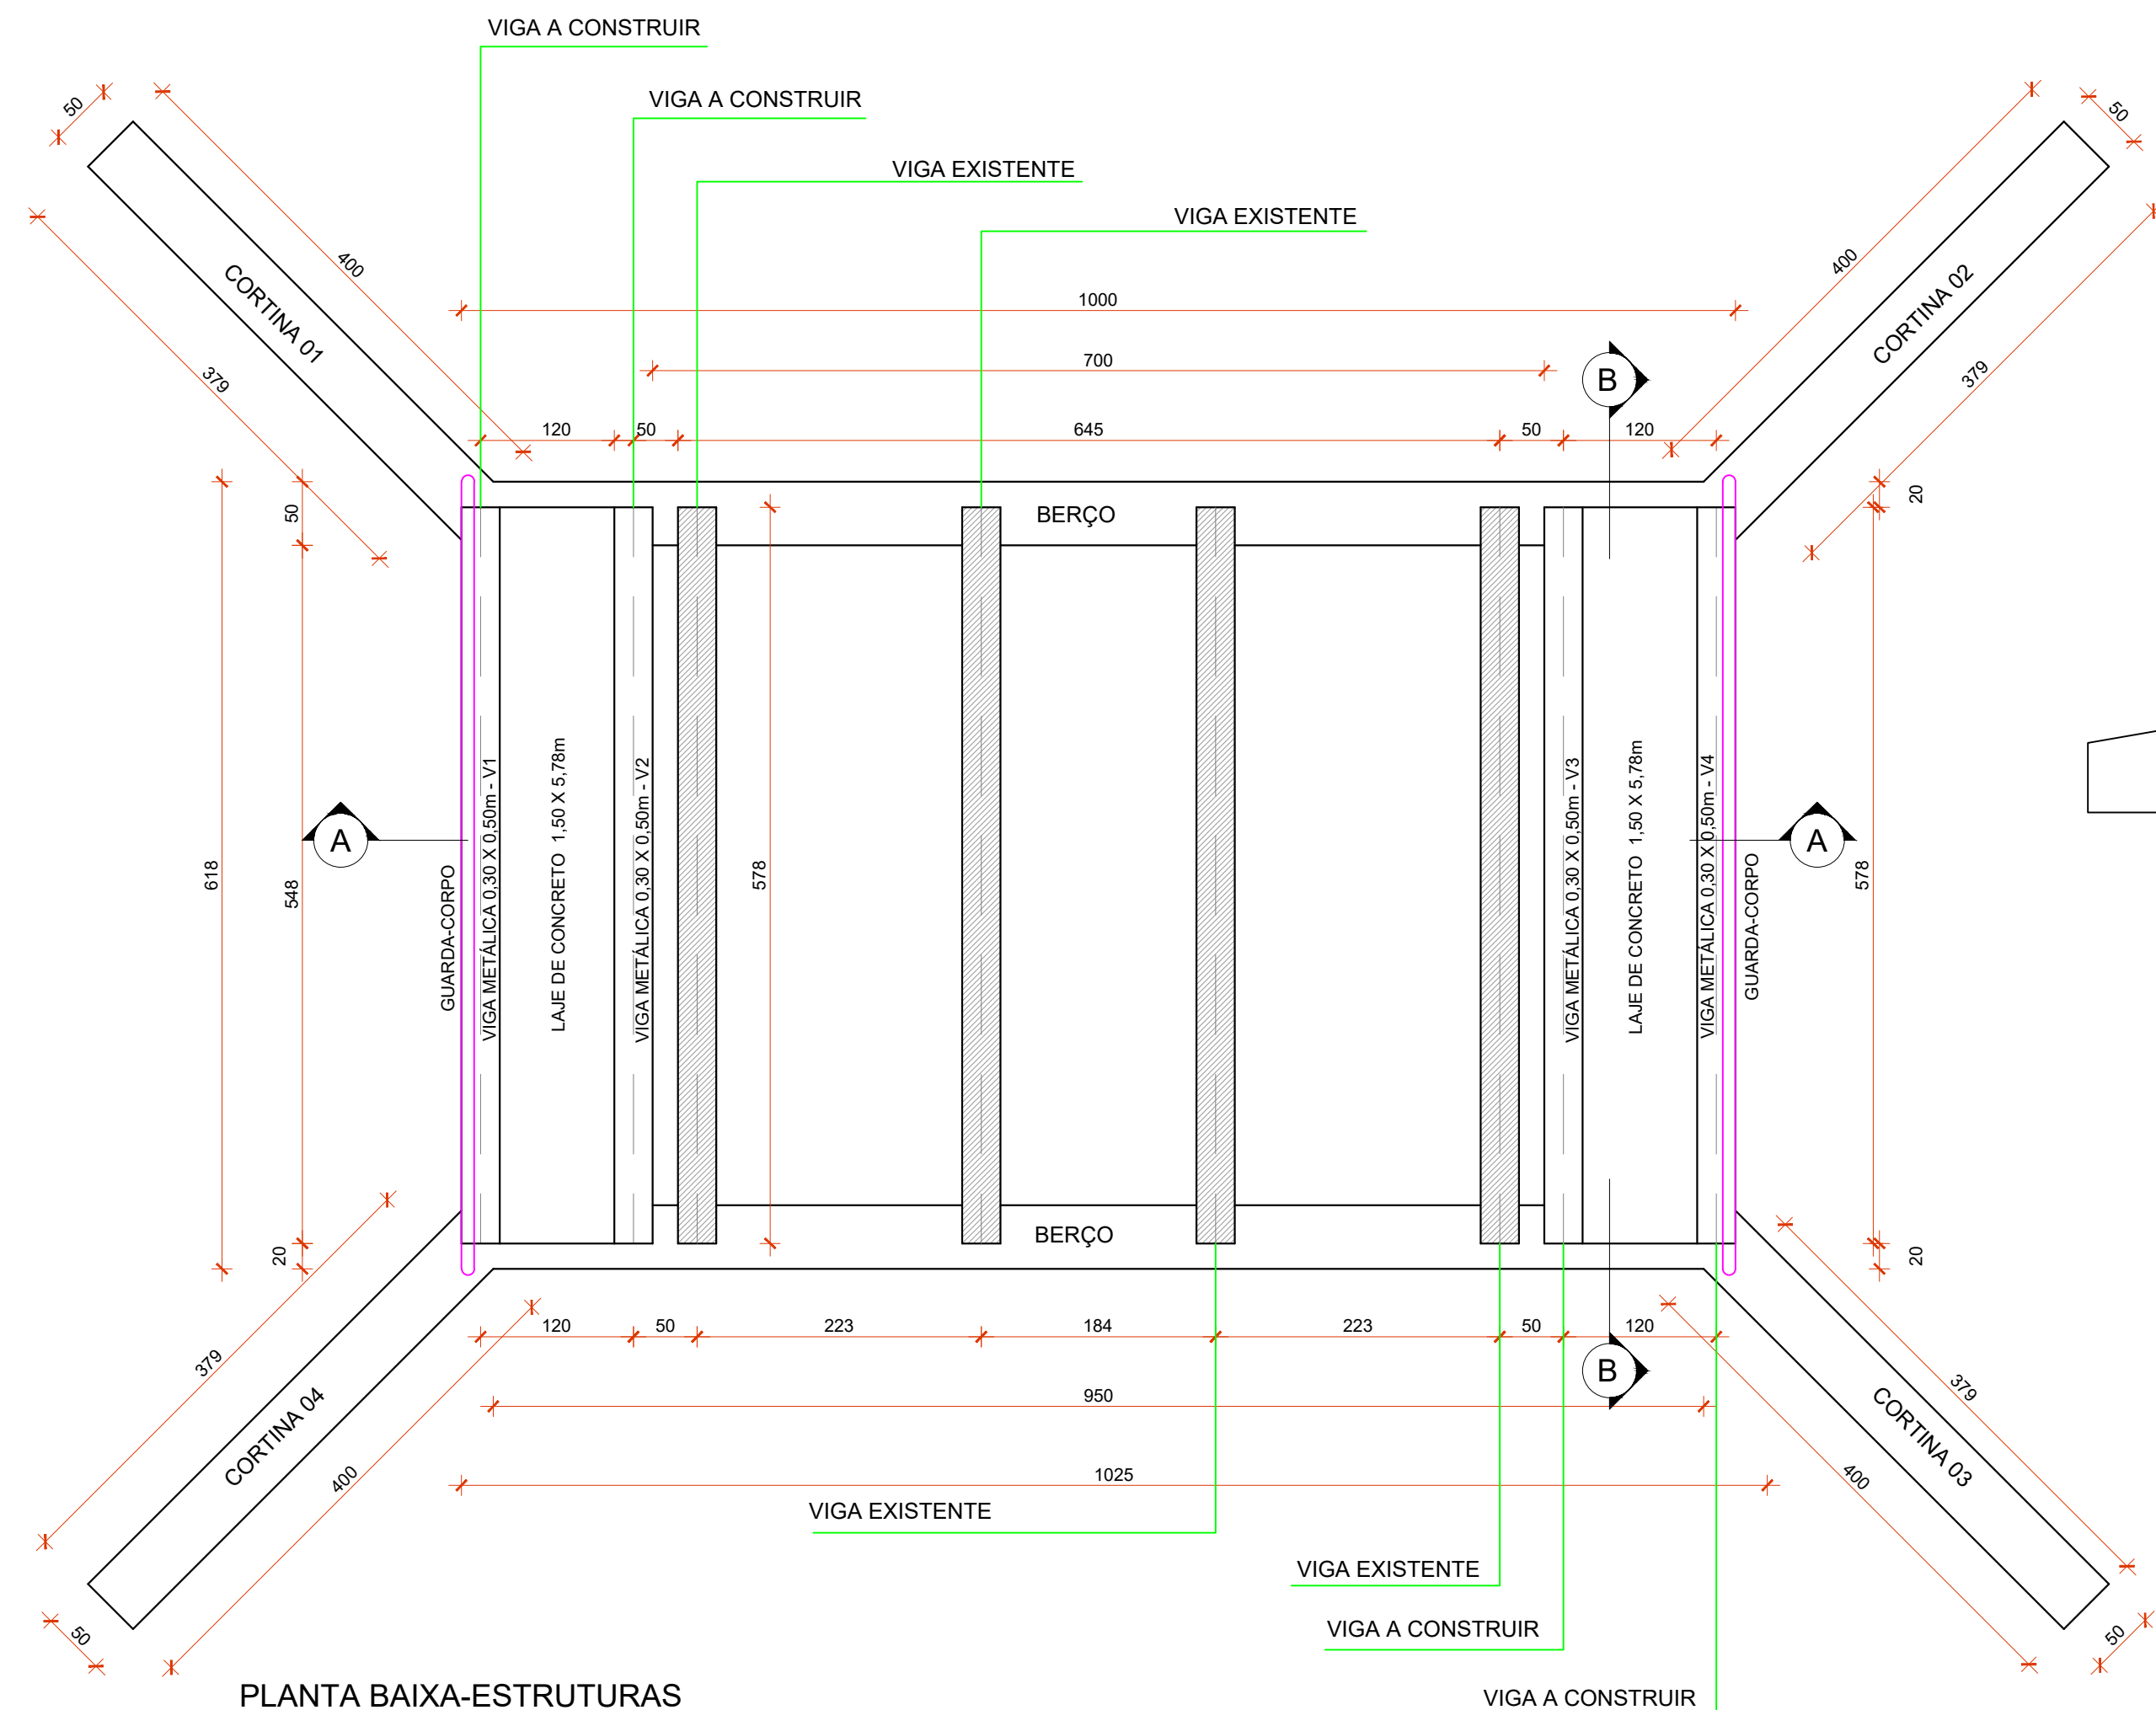 VIGA A CONSTRUIR
VIGA A CONSTRUIR
VIGA EXISTENTE
VIGA EXISTENTE
50
400
379
CORTINA 01
50
400
379
CORTINA 02
1000
700
B
120
50
645
50
120
50
20
BERÇO
618
548
578
578
A
A
GUARDA-CORPO
VIGA METÁLICA 0,30 X 0,50m - V1
LAJE DE CONCRETO 1,50 X 5,78m
VIGA METÁLICA 0,30 X 0,50m - V2
VIGA METÁLICA 0,30 X 0,50m - V3
LAJE DE CONCRETO 1,50 X 5,78m
VIGA METÁLICA 0,30 X 0,50m - V4
GUARDA-CORPO
BERÇO
20
20
120
50
223
184
223
50
120
B
950
1025
379
CORTINA 04
400
50
379
CORTINA 03
400
50
VIGA EXISTENTE
VIGA EXISTENTE
VIGA A CONSTRUIR
VIGA A CONSTRUIR
PLANTA BAIXA-ESTRUTURAS